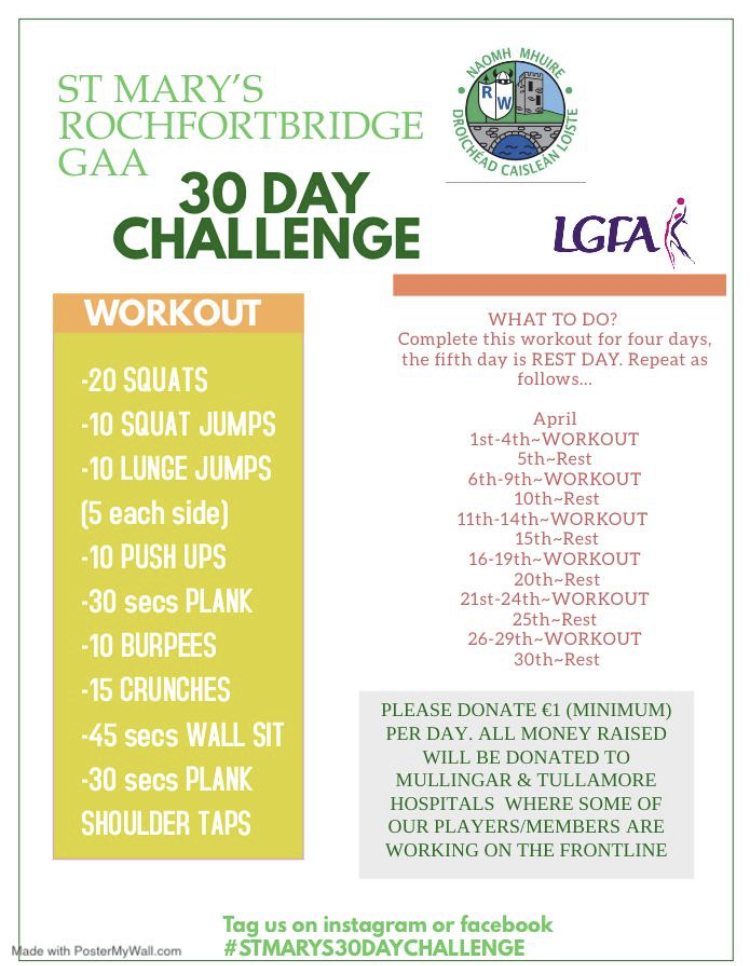 ST MARY'S
ROCHFORTBRIDGE
GAA
30 DAY
CHALLENGE
NAOMH MHUIRE
R
W
DROICHÉAD CAISLEÁN LOISTE
LGFA
WORKOUT
-20 SQUATS
-10 SQUAT JUMPS
-10 LUNGE JUMPS
(5 each side)
-10 PUSH UPS
-30 secs PLANK
-10 BURPEES
-15 CRUNCHES
-45 secs WALL SIT
-30 secs PLANK
SHOULDER TAPS
WHAT TO DO?
Complete this workout for four days,
the fifth day is REST DAY. Repeat as
follows...
April
1st-4th~WORKOUT
5th~Rest
6th-9th~WORKOUT
10th~Rest
11th-14th~WORKOUT
15th~Rest
16-19th~WORKOUT
20th~Rest
21st-24th~WORKOUT
25th~Rest
26-29th~WORKOUT
30th~Rest
PLEASE DONATE €1 (MINIMUM)
PER DAY. ALL MONEY RAISED
WILL BE DONATED TO
MULLINGAR & TULLAMORE
HOSPITALS WHERE SOME OF
OUR PLAYERS/MEMBERS ARE
WORKING ON THE FRONTLINE
Tag us on instagram or facebook
#STMARYS30DAYCHALLENGE
Made with PosterMyWall.com